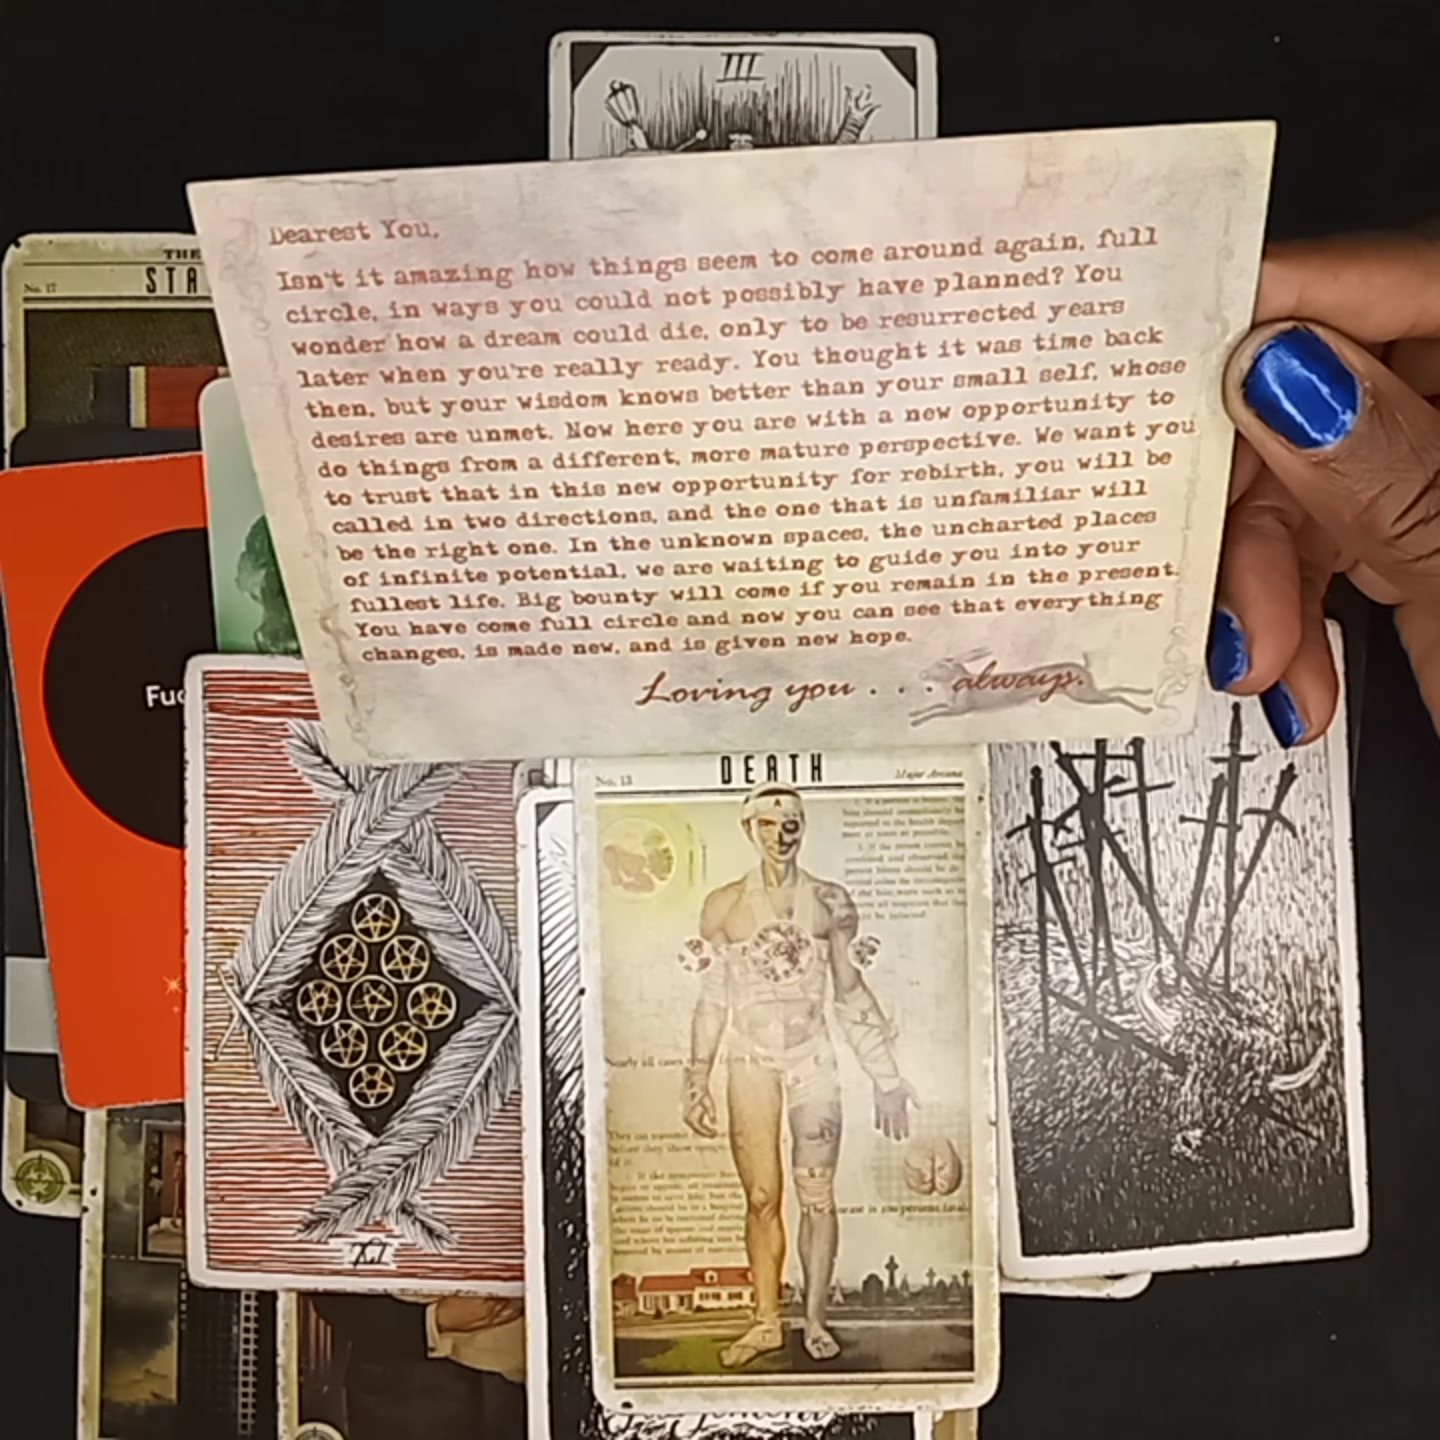 III
Dearest You,
Isn't it amazing how things seem to come around again, full
circle, in ways you could not possibly have planned? You
wonder how a dream could die, only to be resurrected years
later when you're really ready. You thought it was time back
then, but your wisdom knows better than your small self, whose
desires are unmet. Now here you are with a new opportunity to
do things from a different, more mature perspective. We want you
to trust that in this new opportunity for rebirth, you will be
called in two directions, and the one that is unfamiliar will
be the right one. In the unknown spaces, the uncharted places
of infinite potential, we are waiting to guide you into your
fullest life. Big bounty will come if you remain in the present.
You have come full circle and now you can see that everything
changes, is made new, and is given new hope.
Loving you . . . always.
THE
No. 17
STA
Fuc
No. 13
DEATH
Major Arcana
A
Nearly all cases